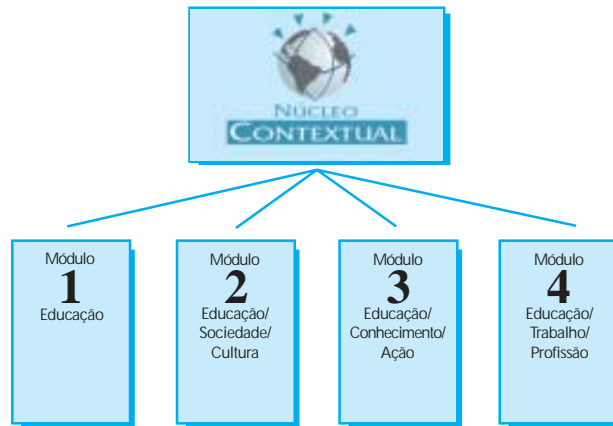 NÚCLEO
CONTEXTUAL
Módulo
1
Educação
Módulo
2
Educação/
Sociedade/
Cultura
Módulo
3
Educação/
Conhecimento/
Ação
Módulo
4
Educação/
Trabalho/
Profissão